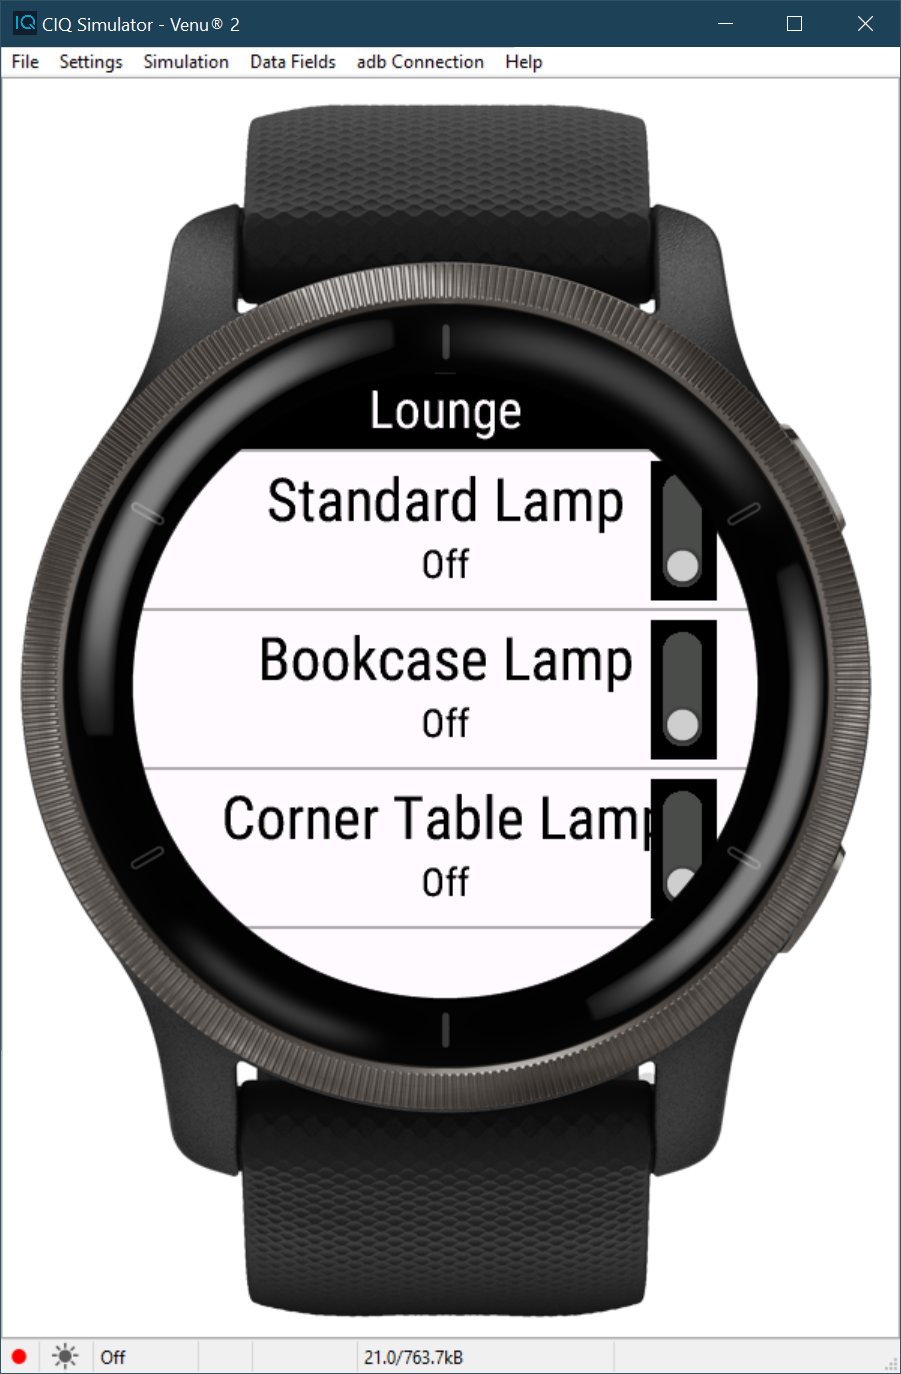 IQ CIQ Simulator - Venu® 2
File Settings Simulation Data Fields adb Connection Help
Lounge
Standard Lamp
Off
Bookcase Lamp
Off
Corner Table Lamp
Off
Off 21.0/763.7kB